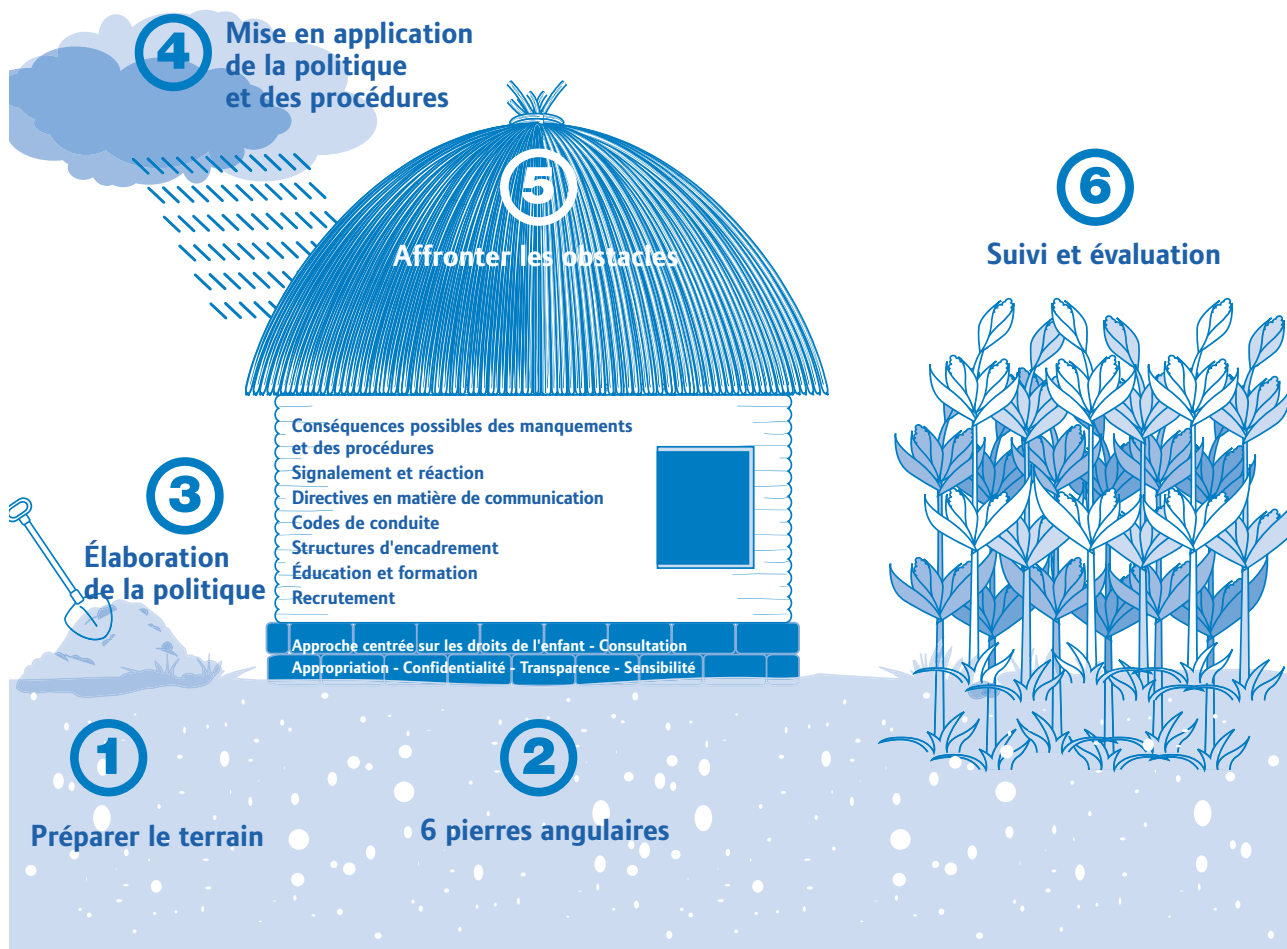 4
Mise en application
de la politique
et des procédures
5
Affronter les obstacles
6
Suivi et évaluation
Conséquences possibles des manquements
et des procédures
Signalement et réaction
Directives en matière de communication
Codes de conduite
Structures d'encadrement
Éducation et formation
Recrutement
3
Élaboration
de la politique
Approche centrée sur les droits de l'enfant - Consultation
Appropriation - Confidentialité - Transparence - Sensibilité
1
Préparer le terrain
2
6 pierres angulaires